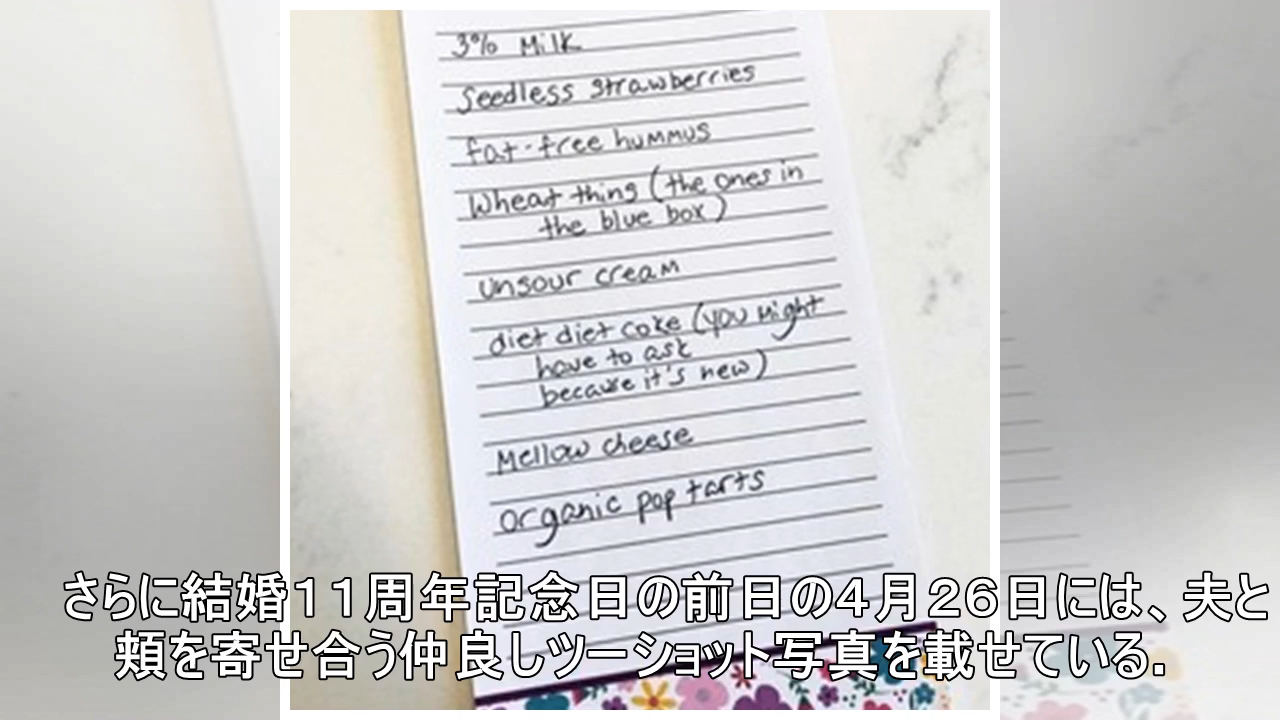 3% Milk
Seedless strawberries
fat-free hummus
Wheat thing (the ones in
the blue box)
unsour cream
diet diet coke (you might
have to ask
because it's new)
Mellow cheese
organic pop tarts
さらに結婚１１周年記念日の前日の４月２６日には、夫と
頬を寄せ合う仲良しツーショット写真を載せている.